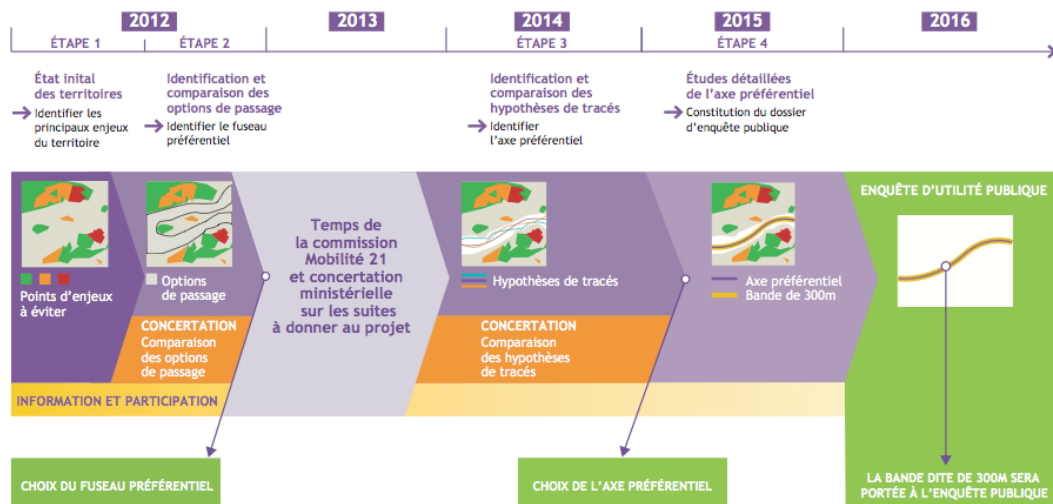 2012
2013
2014
2015
2016
ÉTAPE 1
ÉTAPE 2
ÉTAPE 3
ÉTAPE 4
État inital
des territoires
Identifier les
principaux enjeux
du territoire
Identification et
comparaison des
options de passage
Identifier le fuseau
préférentiel
Identification et
comparaison des
hypothèses de tracés
Identifier
l'axe préférentiel
Études détaillées
de l'axe préférentiel
Constitution du dossier
d'enquête publique
Points d'enjeux
à éviter
Options
de passage
CONCERTATION
Comparaison
des options
de passage
Temps de
la commission
Mobilité 21
et concertation
ministérielle
sur les suites
à donner au projet
Hypothèses de tracés
CONCERTATION
Comparaison
des hypothèses
de tracés
Axe préférentiel
Bande de 300m
ENQUÊTE D'UTILITÉ PUBLIQUE
INFORMATION ET PARTICIPATION
CHOIX DU FUSEAU PRÉFÉRENTIEL
CHOIX DE L'AXE PRÉFÉRENTIEL
LA BANDE DITE DE 300M SERA
PORTÉE À L'ENQUÊTE PUBLIQUE